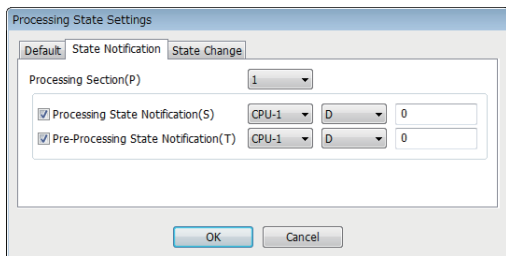 Processing State Settings
Default State Notification State Change
Processing Section(P) 1
Processing State Notification(S) CPU-1 D 0
Pre-Processing State Notification(T) CPU-1 D 0
OK Cancel